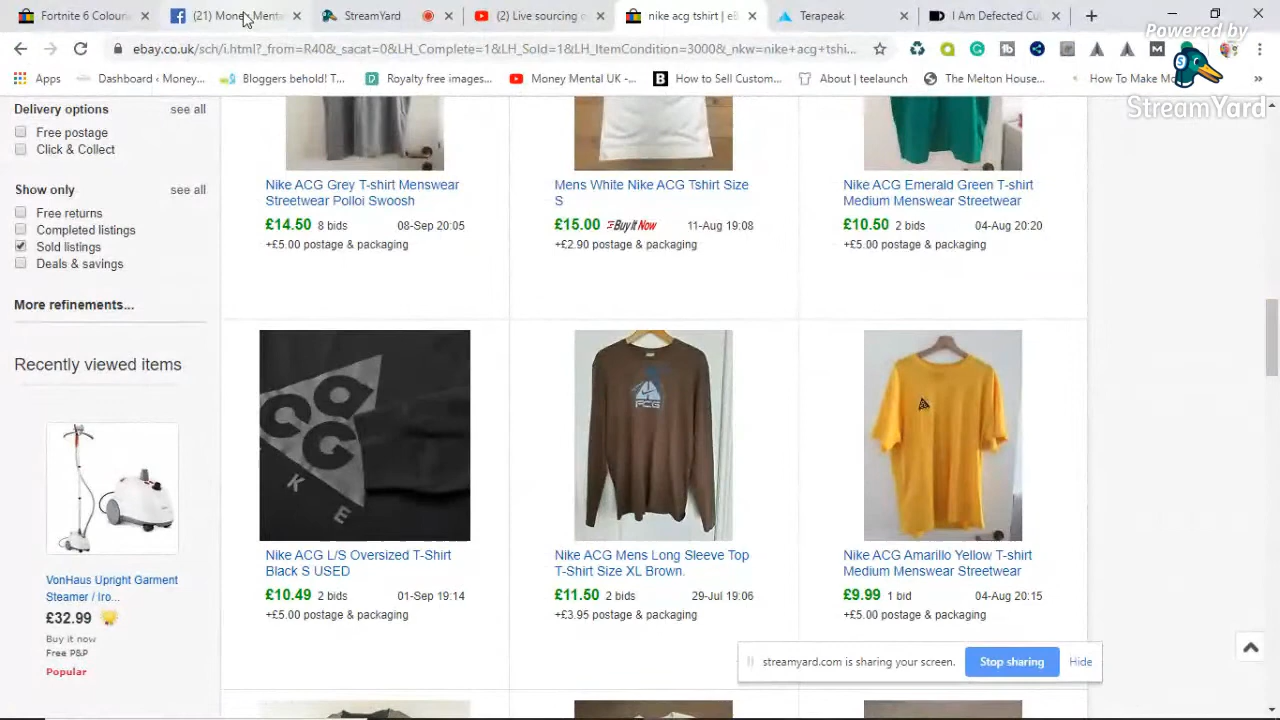 Fortnite 6 Colour
(21) Money Menta
StreamYard
(2) Live sourcing o
nike acg tshirt | eB
Terapeak
I Am Defected Cu
ebay.co.uk/sch/i.html?_from=R40&_sacat=0&LH_Complete=1&LH_Sold=1&LH_ItemCondition=3000&_nkw=nike+acg+tshi...
Apps
Dashboard ‹ Money...
Bloggers behold! T...
Royalty free images...
Money Mental UK -...
How to Sell Custom...
About | teelaunch
The Melton House...
How To Make Mo
Powered by
StreamYard
Delivery options see all
Free postage
Click & Collect
Show only see all
Free returns
Completed listings
Sold listings
Deals & savings
More refinements...
Recently viewed items
VonHaus Upright Garment
Steamer / Iro...
£32.99
Buy it now
Free P&P
Popular
Nike ACG Grey T-shirt Menswear
Streetwear Polloi Swoosh
£14.50 8 bids 08-Sep 20:05
+£5.00 postage & packaging
Mens White Nike ACG Tshirt Size
S
£15.00 Buy it Now 11-Aug 19:08
+£2.90 postage & packaging
Nike ACG Emerald Green T-shirt
Medium Menswear Streetwear
£10.50 2 bids 04-Aug 20:20
+£5.00 postage & packaging
acG
KE
ACG
Nike ACG L/S Oversized T-Shirt
Black S USED
£10.49 2 bids 01-Sep 19:14
+£5.00 postage & packaging
Nike ACG Mens Long Sleeve Top
T-Shirt Size XL Brown.
£11.50 2 bids 29-Jul 19:06
+£3.95 postage & packaging
Nike ACG Amarillo Yellow T-shirt
Medium Menswear Streetwear
£9.99 1 bid 04-Aug 20:15
+£5.00 postage & packaging
streamyard.com is sharing your screen.
Stop sharing
Hide